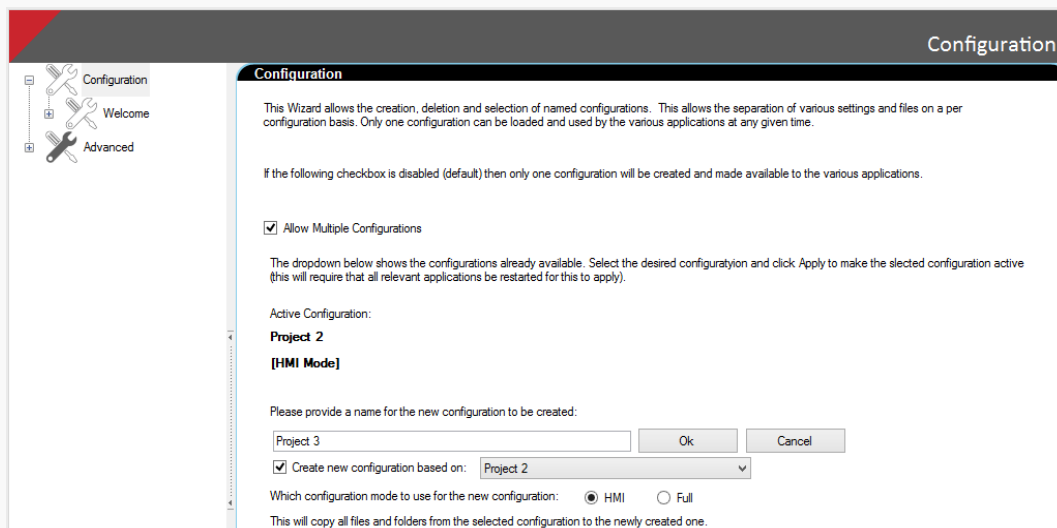 Configuration
Configuration
Welcome
Advanced
Configuration
This Wizard allows the creation, deletion and selection of named configurations. This allows the separation of various settings and files on a per
configuration basis. Only one configuration can be loaded and used by the various applications at any given time.
If the following checkbox is disabled (default) then only one configuration will be created and made available to the various applications.
Allow Multiple Configurations
The dropdown below shows the configurations already available. Select the desired configuratyion and click Apply to make the slected configuration active
(this will require that all relevant applications be restarted for this to apply).
Active Configuration:
Project 2
[HMI Mode]
Please provide a name for the new configuration to be created:
Project 3 Ok Cancel
Create new configuration based on: Project 2
Which configuration mode to use for the new configuration: HMI Full
This will copy all files and folders from the selected configuration to the newly created one.